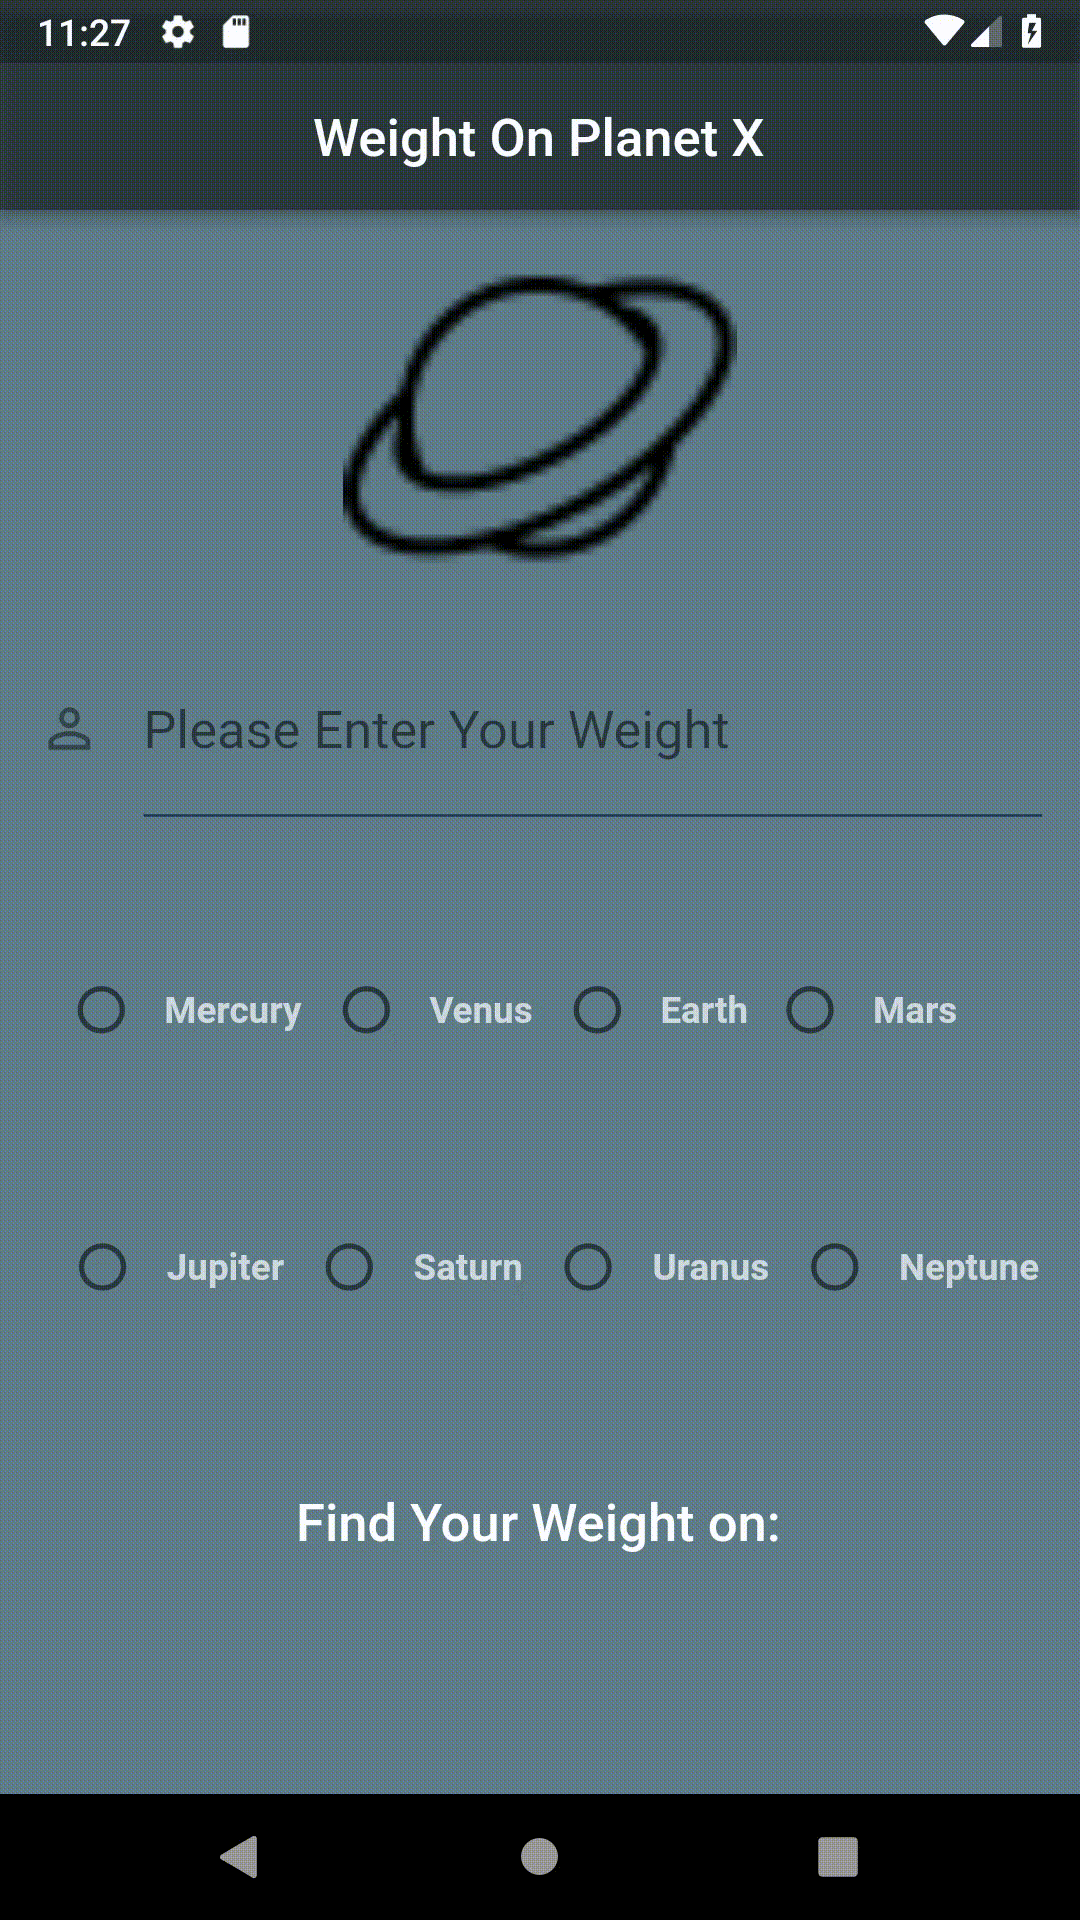 11:27
Weight On Planet X
Please Enter Your Weight
Mercury Venus Earth Mars
Jupiter Saturn Uranus Neptune
Find Your Weight on: